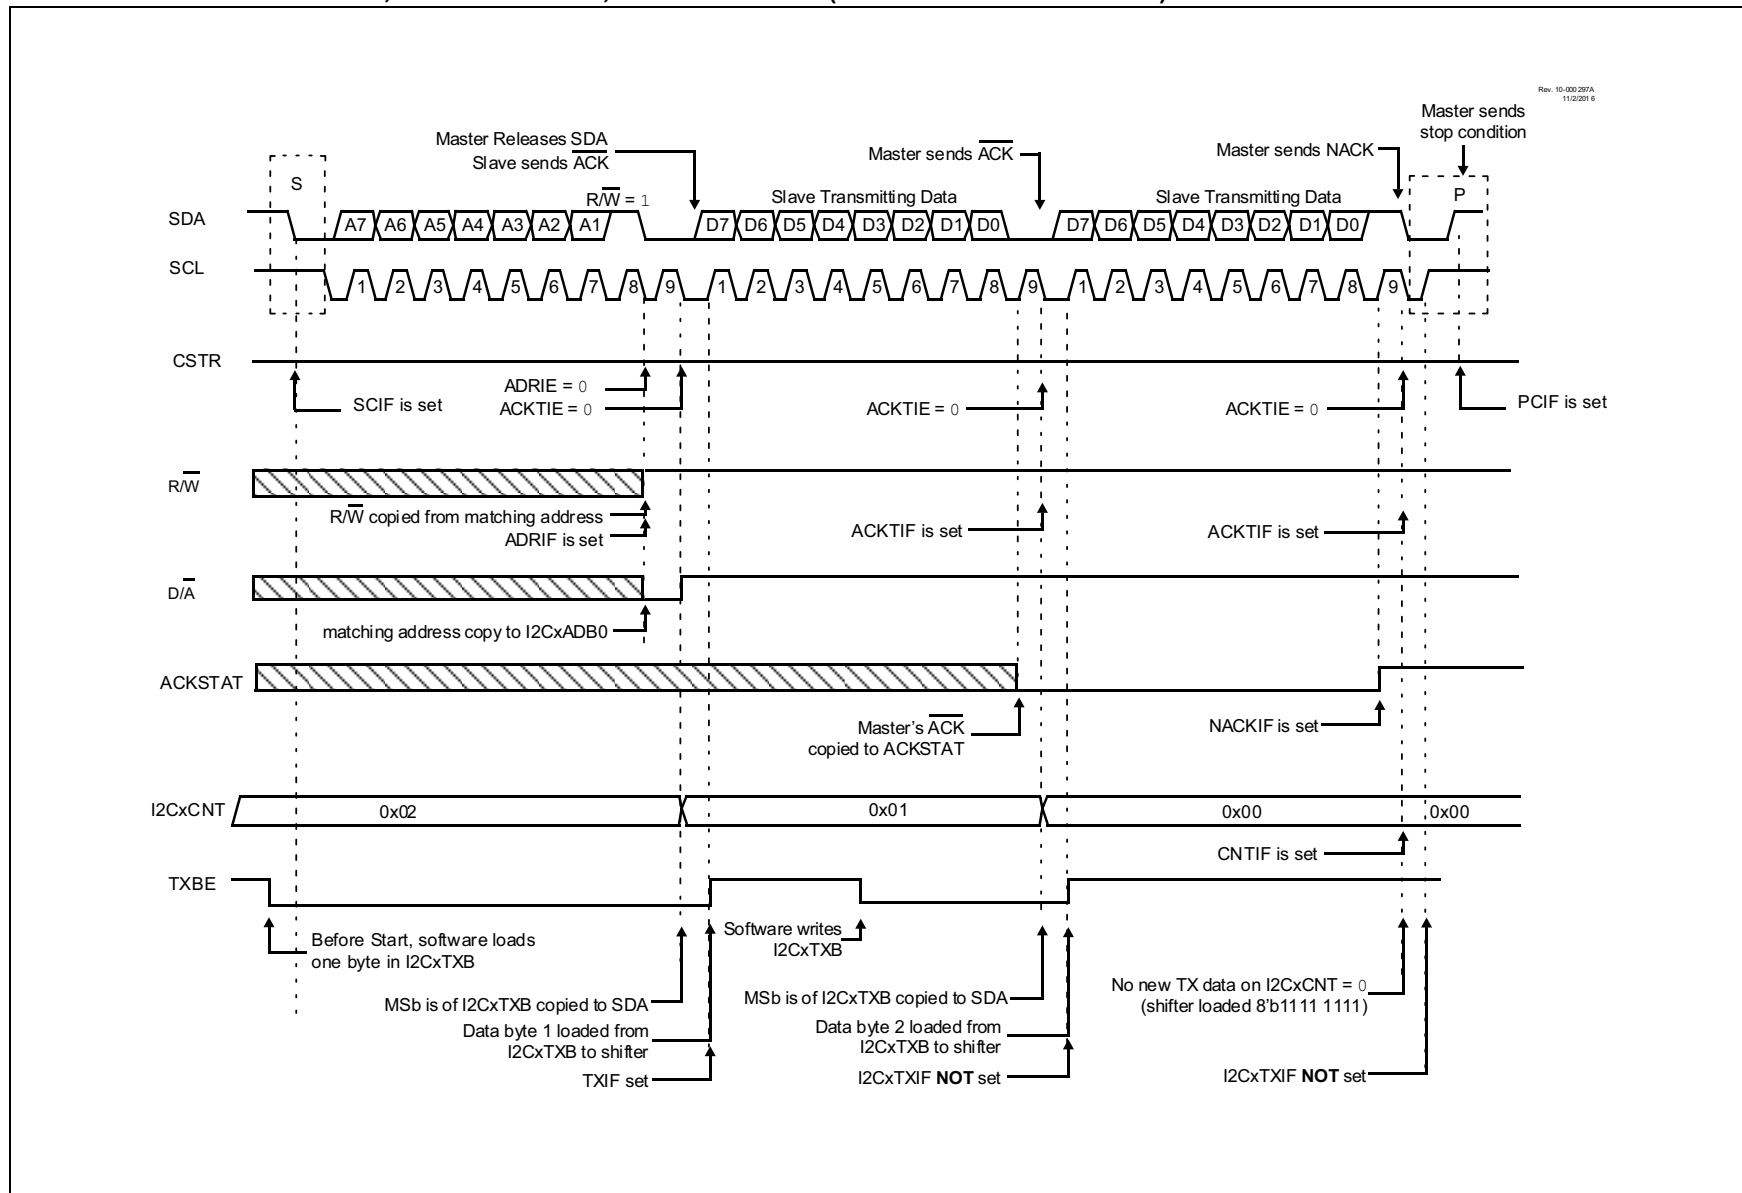 Rev. 10-000297A
11/2/2016
Master sends
stop condition
Master Releases SDA
Slave sends ACK
Master sends ACK
Master sends NACK
S
R/W = 1
Slave Transmitting Data
Slave Transmitting Data
P
SDA
A7 A6 A5 A4 A3 A2 A1 D7 D6 D5 D4 D3 D2 D1 D0 D7 D6 D5 D4 D3 D2 D1 D0
SCL
1 2 3 4 5 6 7 8 9 1 2 3 4 5 6 7 8 9 1 2 3 4 5 6 7 8 9
CSTR
SCIF is set
ADRIE = 0
ACKTIE = 0
ACKTIE = 0
ACKTIE = 0
PCIF is set
R/W
R/W copied from matching address
ADRIF is set
ACKTIF is set
ACKTIF is set
D/A
matching address copy to I2CxADB0
ACKSTAT
Master's ACK
copied to ACKSTAT
NACKIF is set
I2CxCNT
0x02
0x01
0x00
0x00
CNTIF is set
TXBE
Before Start, software loads
one byte in I2CxTXB
Software writes
I2CxTXB
MSb is of I2CxTXB copied to SDA
Data byte 1 loaded from
I2CxTXB to shifter
TXIF set
MSb is of I2CxTXB copied to SDA
Data byte 2 loaded from
I2CxTXB to shifter
I2CxTXIF NOT set
No new TX data on I2CxCNT = 0
(shifter loaded 8'b1111 1111)
I2CxTXIF NOT set